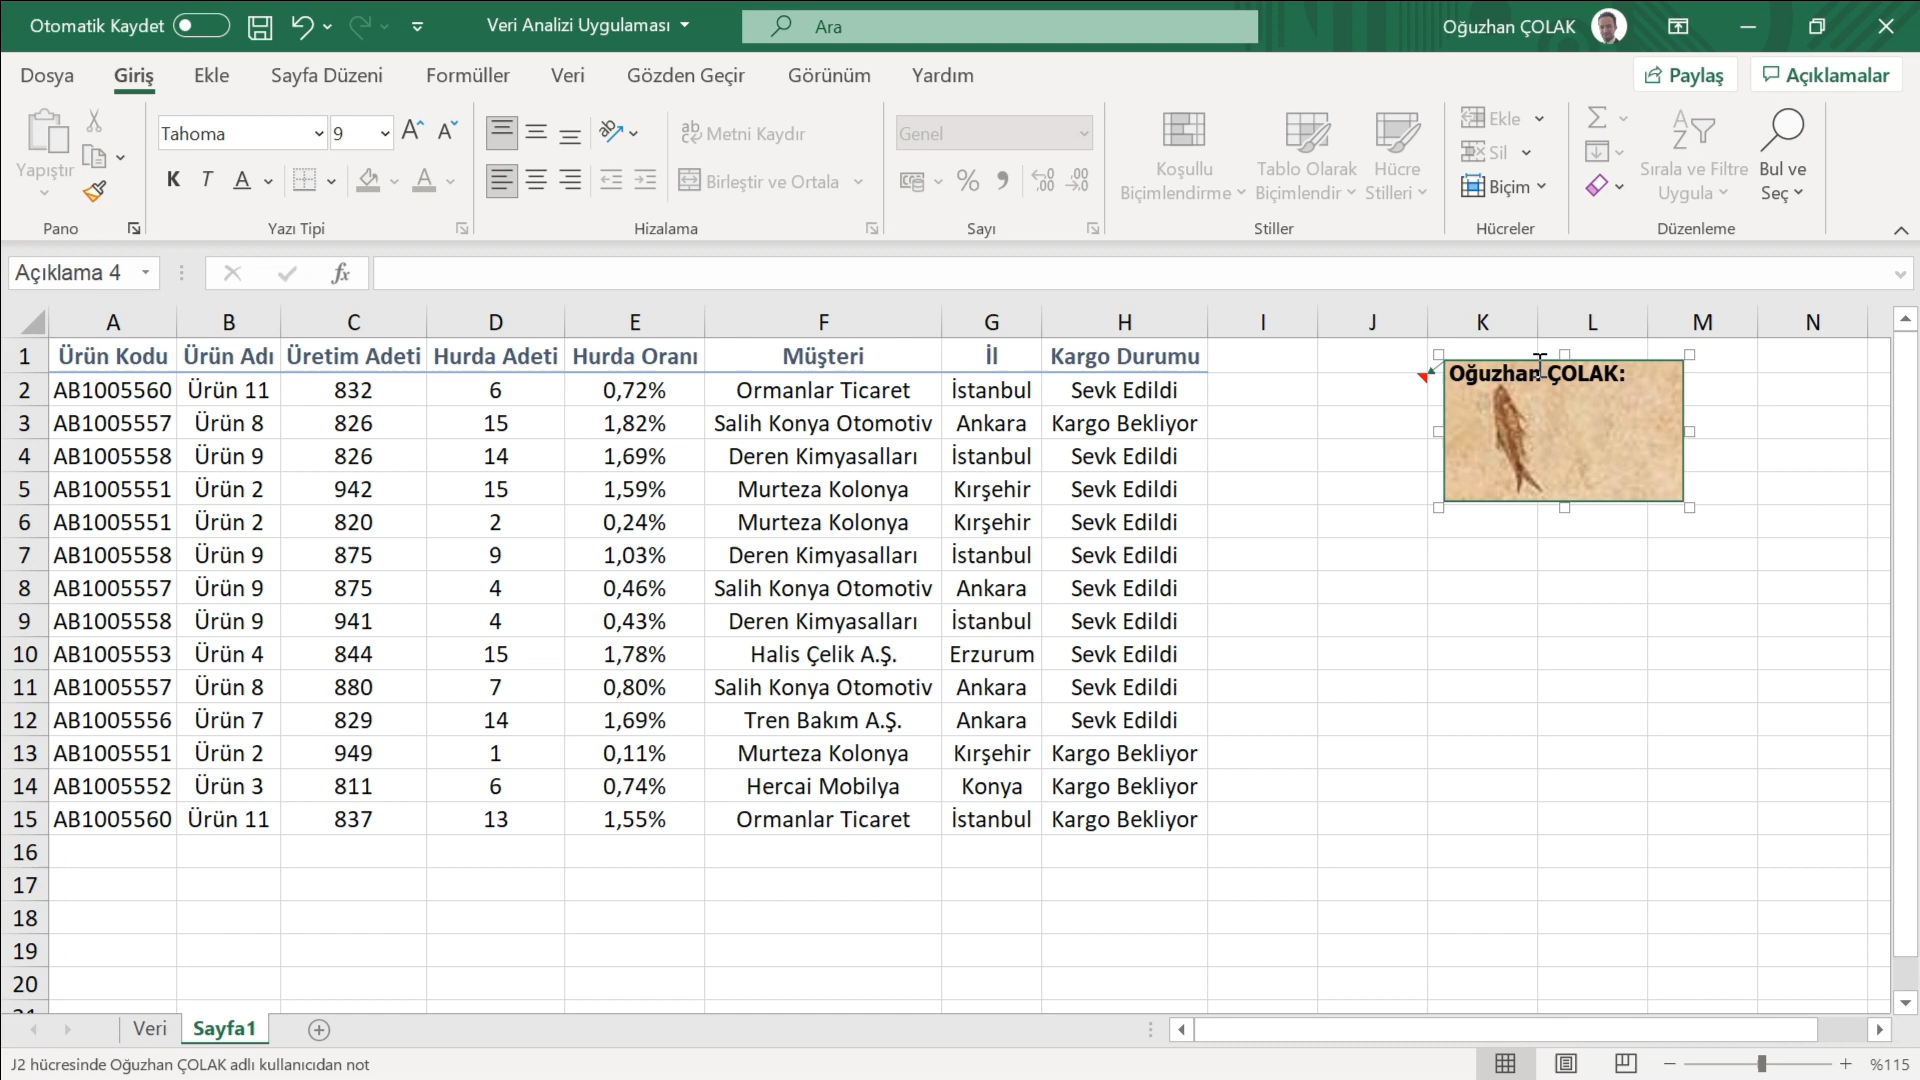 Otomatik Kaydet
Veri Analizi Uygulaması
Ara
Oğuzhan ÇOLAK
Dosya Giriş Ekle Sayfa Düzeni Formüller Veri Gözden Geçir Görünüm Yardım
Paylaş Açıklamalar
Yapıştır
Tahoma 9
K T A
ab Metni Kaydır
Birleştir ve Ortala
Genel
Koşullu Biçimlendirme
Tablo Olarak Biçimlendir
Hücre Stilleri
Ekle
Sil
Biçim
Sırala ve Filtre Uygula
Bul ve Seç
Pano Yazı Tipi Hizalama Sayı Stiller Hücreler Düzenleme
Açıklama 4 fx
A B C D E F G H I J K L M N
1 Ürün Kodu Ürün Adı Üretim Adeti Hurda Adeti Hurda Oranı Müşteri İl Kargo Durumu
2 AB1005560 Ürün 11 832 6 0,72% Ormanlar Ticaret İstanbul Sevk Edildi
3 AB1005557 Ürün 8 826 15 1,82% Salih Konya Otomotiv Ankara Kargo Bekliyor
4 AB1005558 Ürün 9 826 14 1,69% Deren Kimyasalları İstanbul Sevk Edildi
5 AB1005551 Ürün 2 942 15 1,59% Murteza Kolonya Kırşehir Sevk Edildi
6 AB1005551 Ürün 2 820 2 0,24% Murteza Kolonya Kırşehir Sevk Edildi
7 AB1005558 Ürün 9 875 9 1,03% Deren Kimyasalları İstanbul Sevk Edildi
8 AB1005557 Ürün 9 875 4 0,46% Salih Konya Otomotiv Ankara Sevk Edildi
9 AB1005558 Ürün 9 941 4 0,43% Deren Kimyasalları İstanbul Sevk Edildi
10 AB1005553 Ürün 4 844 15 1,78% Halis Çelik A.Ş. Erzurum Sevk Edildi
11 AB1005557 Ürün 8 880 7 0,80% Salih Konya Otomotiv Ankara Sevk Edildi
12 AB1005556 Ürün 7 829 14 1,69% Tren Bakım A.Ş. Ankara Sevk Edildi
13 AB1005551 Ürün 2 949 1 0,11% Murteza Kolonya Kırşehir Kargo Bekliyor
14 AB1005552 Ürün 3 811 6 0,74% Hercai Mobilya Konya Kargo Bekliyor
15 AB1005560 Ürün 11 837 13 1,55% Ormanlar Ticaret İstanbul Kargo Bekliyor
16
17
18
19
20
Oğuzhan ÇOLAK:
Veri Sayfa1
J2 hücresinde Oğuzhan ÇOLAK adlı kullanıcıdan not
%115